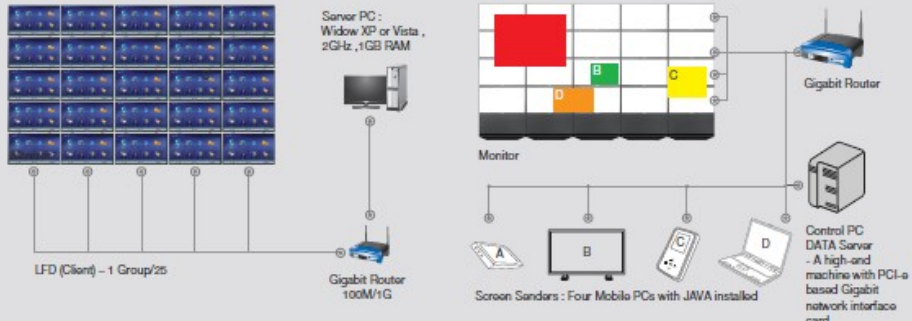 Server PC :
Widow XP or Vista ,
2GHz ,1GB RAM
LFD (Client) – 1 Group/25
Gigabit Router
100M/1G
B
C
D
Gigabit Router
Monitor
A
B
C
D
Screen Senders : Four Mobile PCs with JAVA installed
Control PC
DATA Server
- A high-end
machine with PCI-e
based Gigabit
network interface
card